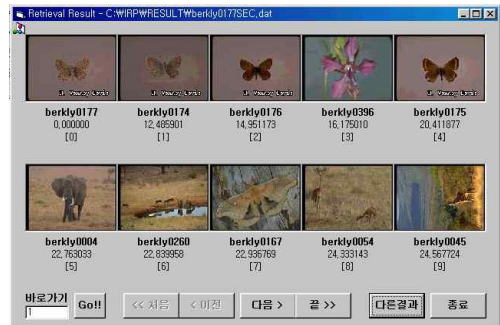 Retrieval Result - C:₩IRP₩RESULT₩berkly0177SEC,dat
berkly0177 berkly0174 berkly0176 berkly0396 berkly0175
0,000000 12,485901 14,951173 16,175010 20,411877
[0] [1] [2] [3] [4]
berkly0004 berkly0260 berkly0167 berkly0054 berkly0045
22,763033 22,839958 22,936769 24,333143 24,567724
[5] [6] [7] [8] [9]
바로가기
1 Go!! << 처음 < 이전 다음 > 끝 >> 다른결과 종료